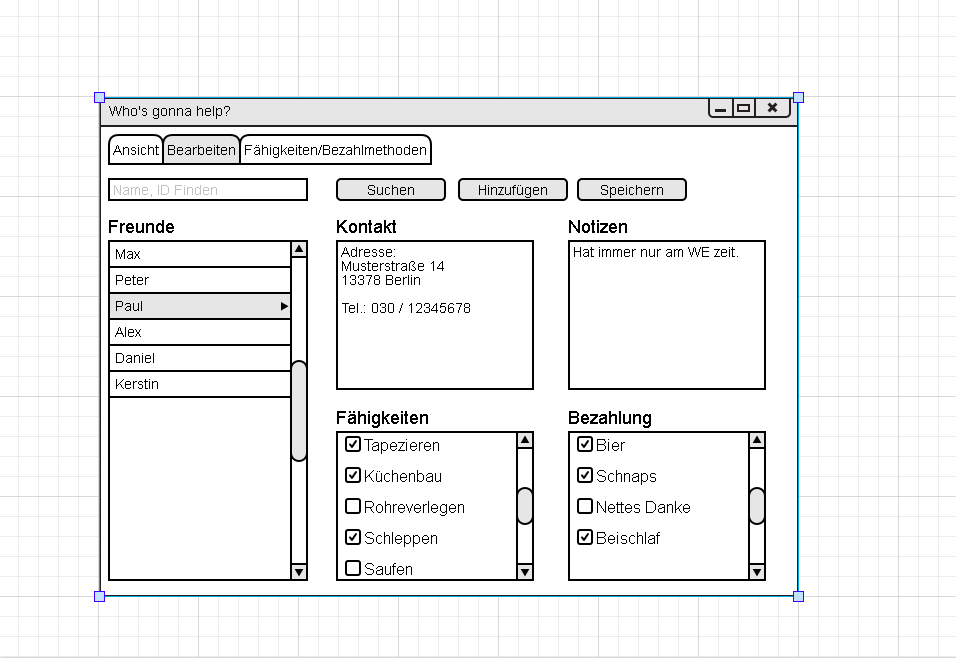 Who's gonna help?
Ansicht Bearbeiten Fähigkeiten/Bezahlmethoden
Name, ID Finden Suchen Hinzufügen Speichern
Freunde
Max
Peter
Paul
Alex
Daniel
Kerstin
Kontakt
Adresse:
Musterstraße 14
13378 Berlin
Tel.: 030 / 12345678
Notizen
Hat immer nur am WE zeit.
Fähigkeiten
Tapezieren
Küchenbau
Rohreverlegen
Schleppen
Saufen
Bezahlung
Bier
Schnaps
Nettes Danke
Beischlaf